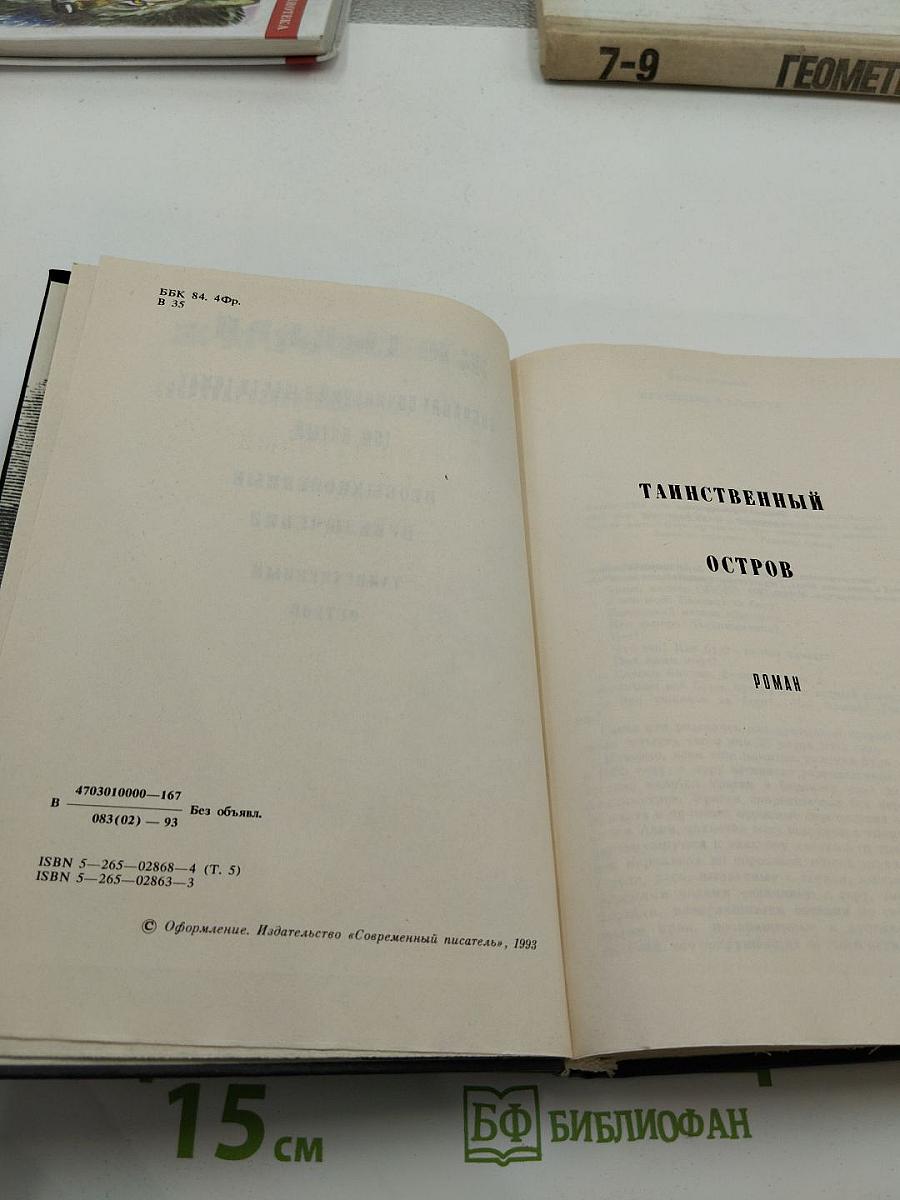 ИОТЕКА
7-9
ГЕОМЕТ
ББК 84. 4Фр.
В 35
ТАИНСТВЕННЫЙ
ОСТРОВ
РОМАН
В 4703010000—167 Без объявл.
083(02) — 93
ISBN 5—265—02868—4 (Т. 5)
ISBN 5—265—02863—3
© Оформление. Издательство «Современный писатель», 1993
15 см
БФ БИБЛИОФАН